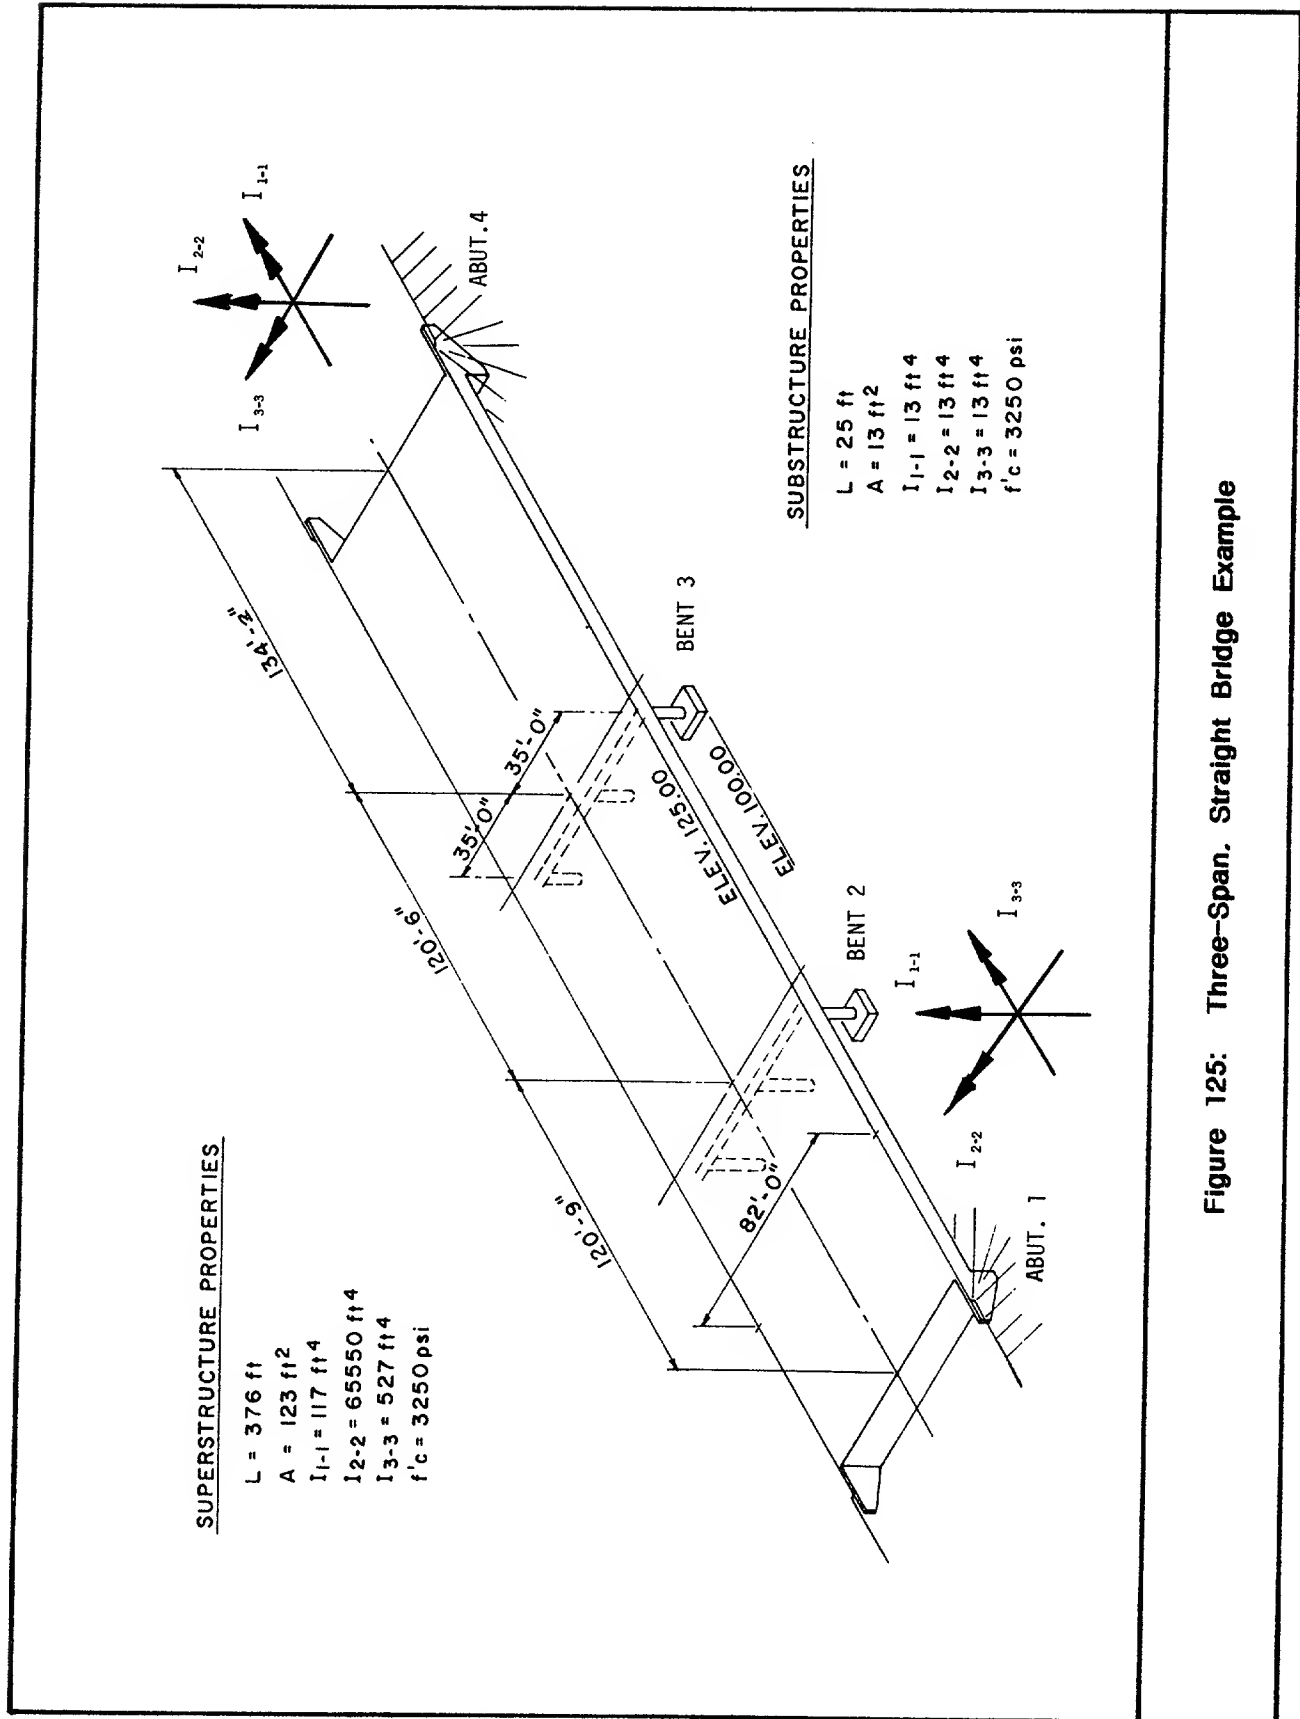 SUPERSTRUCTURE PROPERTIES
L = 376 ft
A = 123 ft²
I1-1 = 117 ft⁴
I2-2 = 65550 ft⁴
I3-3 = 527 ft⁴
f'c = 3250 psi
134'-3"
120'-6"
120'-9"
35'-0"
35'-0"
82'-0"
ELEV. 125.00
ELEV. 100.00
I2-2
I1-1
I3-3
ABUT. 4
BENT 3
BENT 2
ABUT. 1
I1-1
I3-3
I2-2
SUBSTRUCTURE PROPERTIES
L = 25 ft
A = 13 ft²
I1-1 = 13 ft⁴
I2-2 = 13 ft⁴
I3-3 = 13 ft⁴
f'c = 3250 psi
Figure 125: Three-Span. Straight Bridge Example